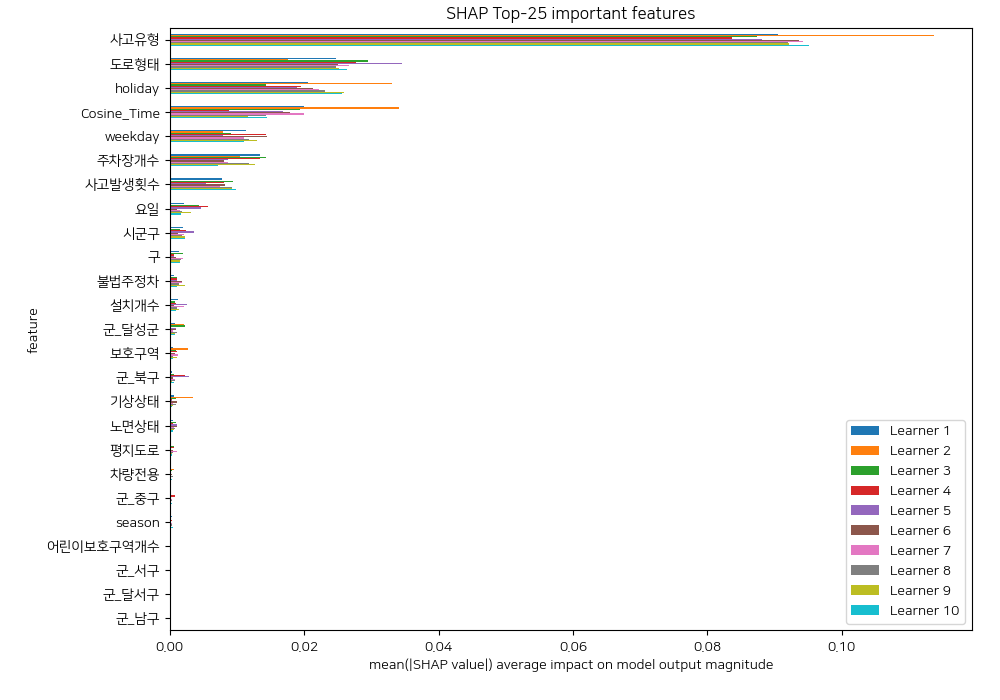 SHAP Top-25 important features
사고유형
도로형태
holiday
Cosine_Time
weekday
주차장개수
사고발생횟수
요일
시군구
구
불법주정차
설치개수
군_달성군
보호구역
군_북구
기상상태
노면상태
평지도로
차량전용
군_중구
season
어린이보호구역개수
군_서구
군_달서구
군_남구
feature
Learner 1
Learner 2
Learner 3
Learner 4
Learner 5
Learner 6
Learner 7
Learner 8
Learner 9
Learner 10
0.00 0.02 0.04 0.06 0.08 0.10
mean(|SHAP value|) average impact on model output magnitude